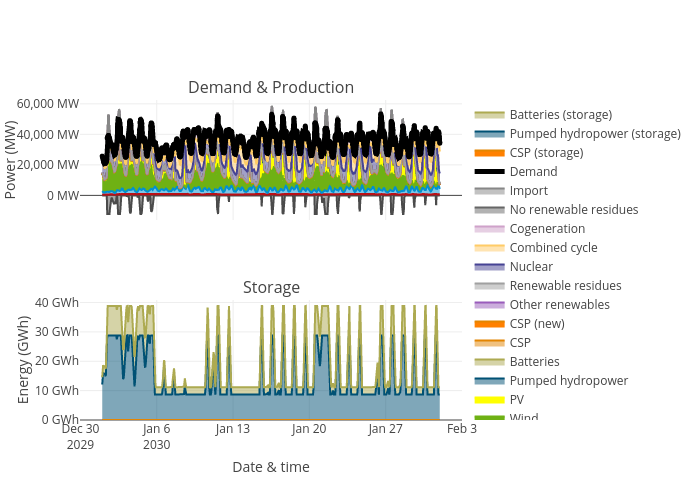 Demand & Production
60,000 MW
40,000 MW
20,000 MW
0 MW
Power (MW)
Storage
40 GWh
30 GWh
20 GWh
10 GWh
0 GWh
Energy (GWh)
Dec 30
2029
Jan 6
2030
Jan 13
Jan 20
Jan 27
Feb 3
Date & time
Batteries (storage)
Pumped hydropower (storage)
CSP (storage)
Demand
Import
No renewable residues
Cogeneration
Combined cycle
Nuclear
Renewable residues
Other renewables
CSP (new)
CSP
Batteries
Pumped hydropower
PV
Wind